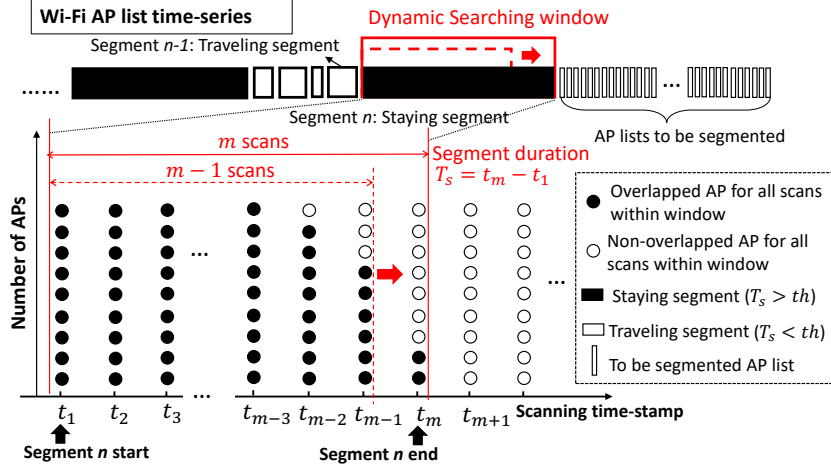 Wi-Fi AP list time-series
Dynamic Searching window
Segment n-1: Traveling segment
......
...
Segment n: Staying segment
AP lists to be segmented
m scans
Segment duration
T_s = t_m − t_1
m − 1 scans
Number of APs
...
...
Overlapped AP for all scans
within window
Non-overlapped AP for all
scans within window
Staying segment (T_s > th)
Traveling segment (T_s < th)
To be segmented AP list
...
t_1 t_2 t_3 t_{m−3} t_{m−2} t_{m−1} t_m t_{m+1} Scanning time-stamp
Segment n start
Segment n end